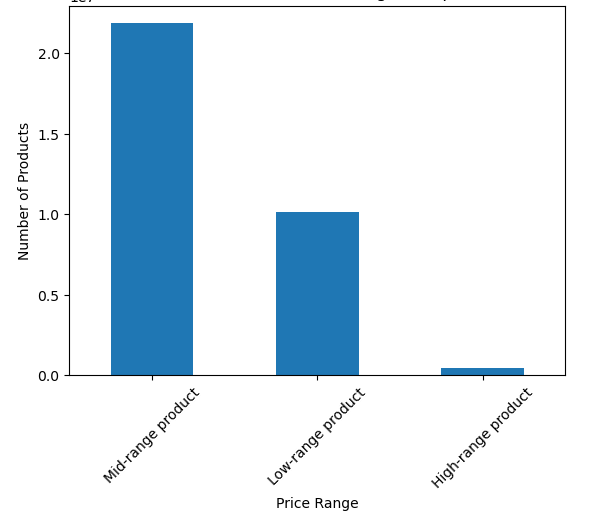 1e7
2.0
1.5
1.0
0.5
0.0
Number of Products
Mid-range product
Low-range product
High-range product
Price Range